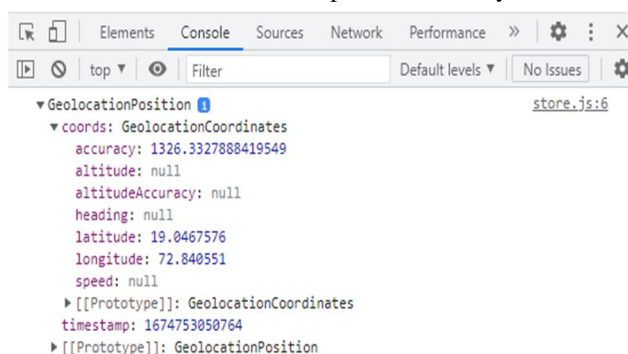 Elements Console Sources Network Performance »
top ▼ Filter Default levels ▼ No Issues
▼GeolocationPosition i store.js:6
▼coords: GeolocationCoordinates
accuracy: 1326.3327888419549
altitude: null
altitudeAccuracy: null
heading: null
latitude: 19.0467576
longitude: 72.840551
speed: null
▶[[Prototype]]: GeolocationCoordinates
timestamp: 1674753050764
▶[[Prototype]]: GeolocationPosition